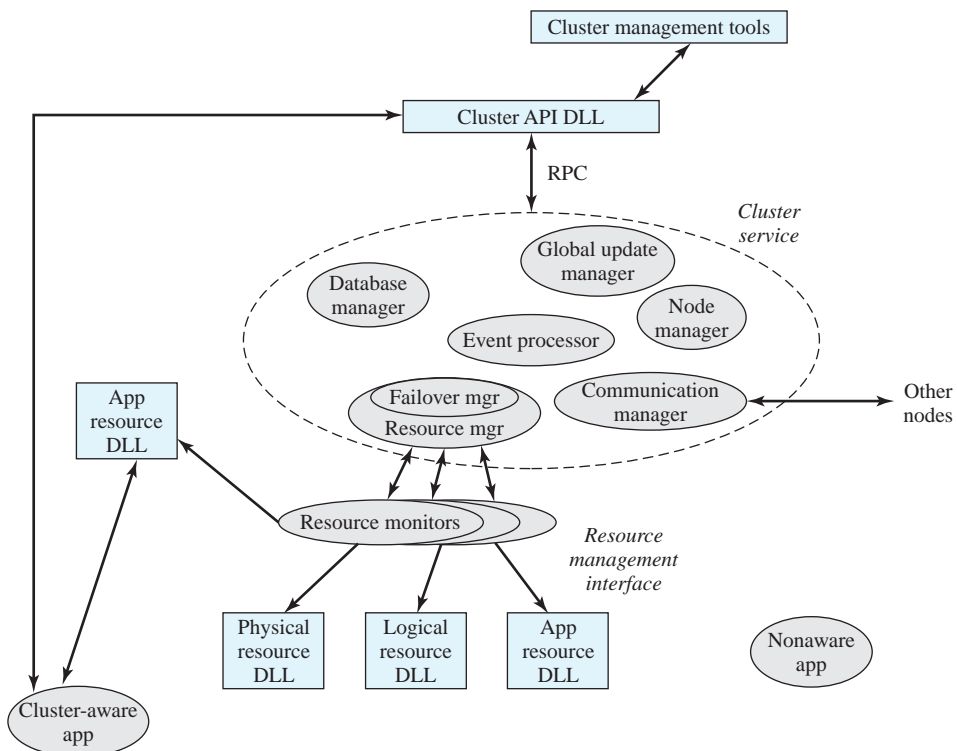 Cluster management tools
Cluster API DLL
RPC
Cluster
service
Global update
manager
Database
manager
Node
manager
Event processor
App
resource
DLL
Failover mgr
Resource mgr
Communication
manager
Other
nodes
Resource monitors
Resource
management
interface
Physical
resource
DLL
Logical
resource
DLL
App
resource
DLL
Nonaware
app
Cluster-aware
app